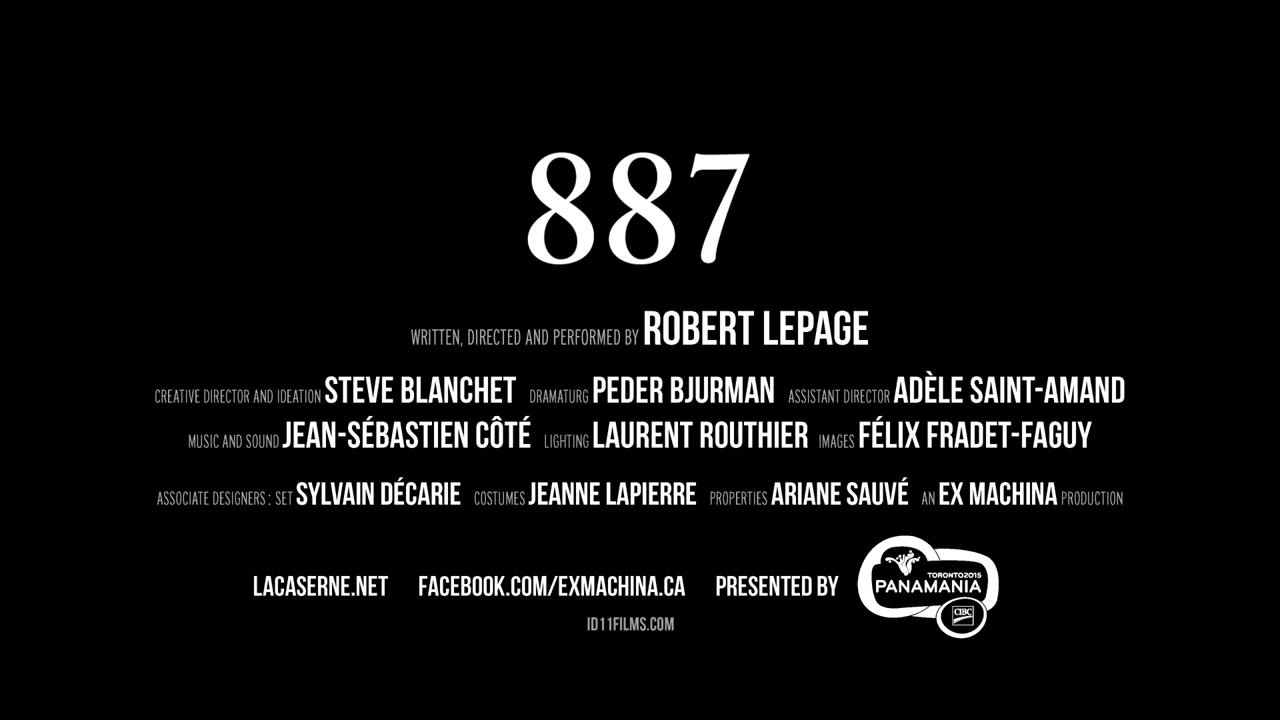 887
WRITTEN, DIRECTED AND PERFORMED BY ROBERT LEPAGE
CREATIVE DIRECTOR AND IDEATION STEVE BLANCHET DRAMATURG PEDER BJURMAN ASSISTANT DIRECTOR ADÈLE SAINT-AMAND
MUSIC AND SOUND JEAN-SÉBASTIEN CÔTÉ LIGHTING LAURENT ROUTHIER IMAGES FÉLIX FRADET-FAGUY
ASSOCIATE DESIGNERS: SET SYLVAIN DÉCARIE COSTUMES JEANNE LAPIERRE PROPERTIES ARIANE SAUVÉ AN EX MACHINA PRODUCTION
LACASERNE.NET FACEBOOK.COM/EXMACHINA.CA PRESENTED BY
TORONTO2015
PANAMANIA
CIBC
ID11FILMS.COM